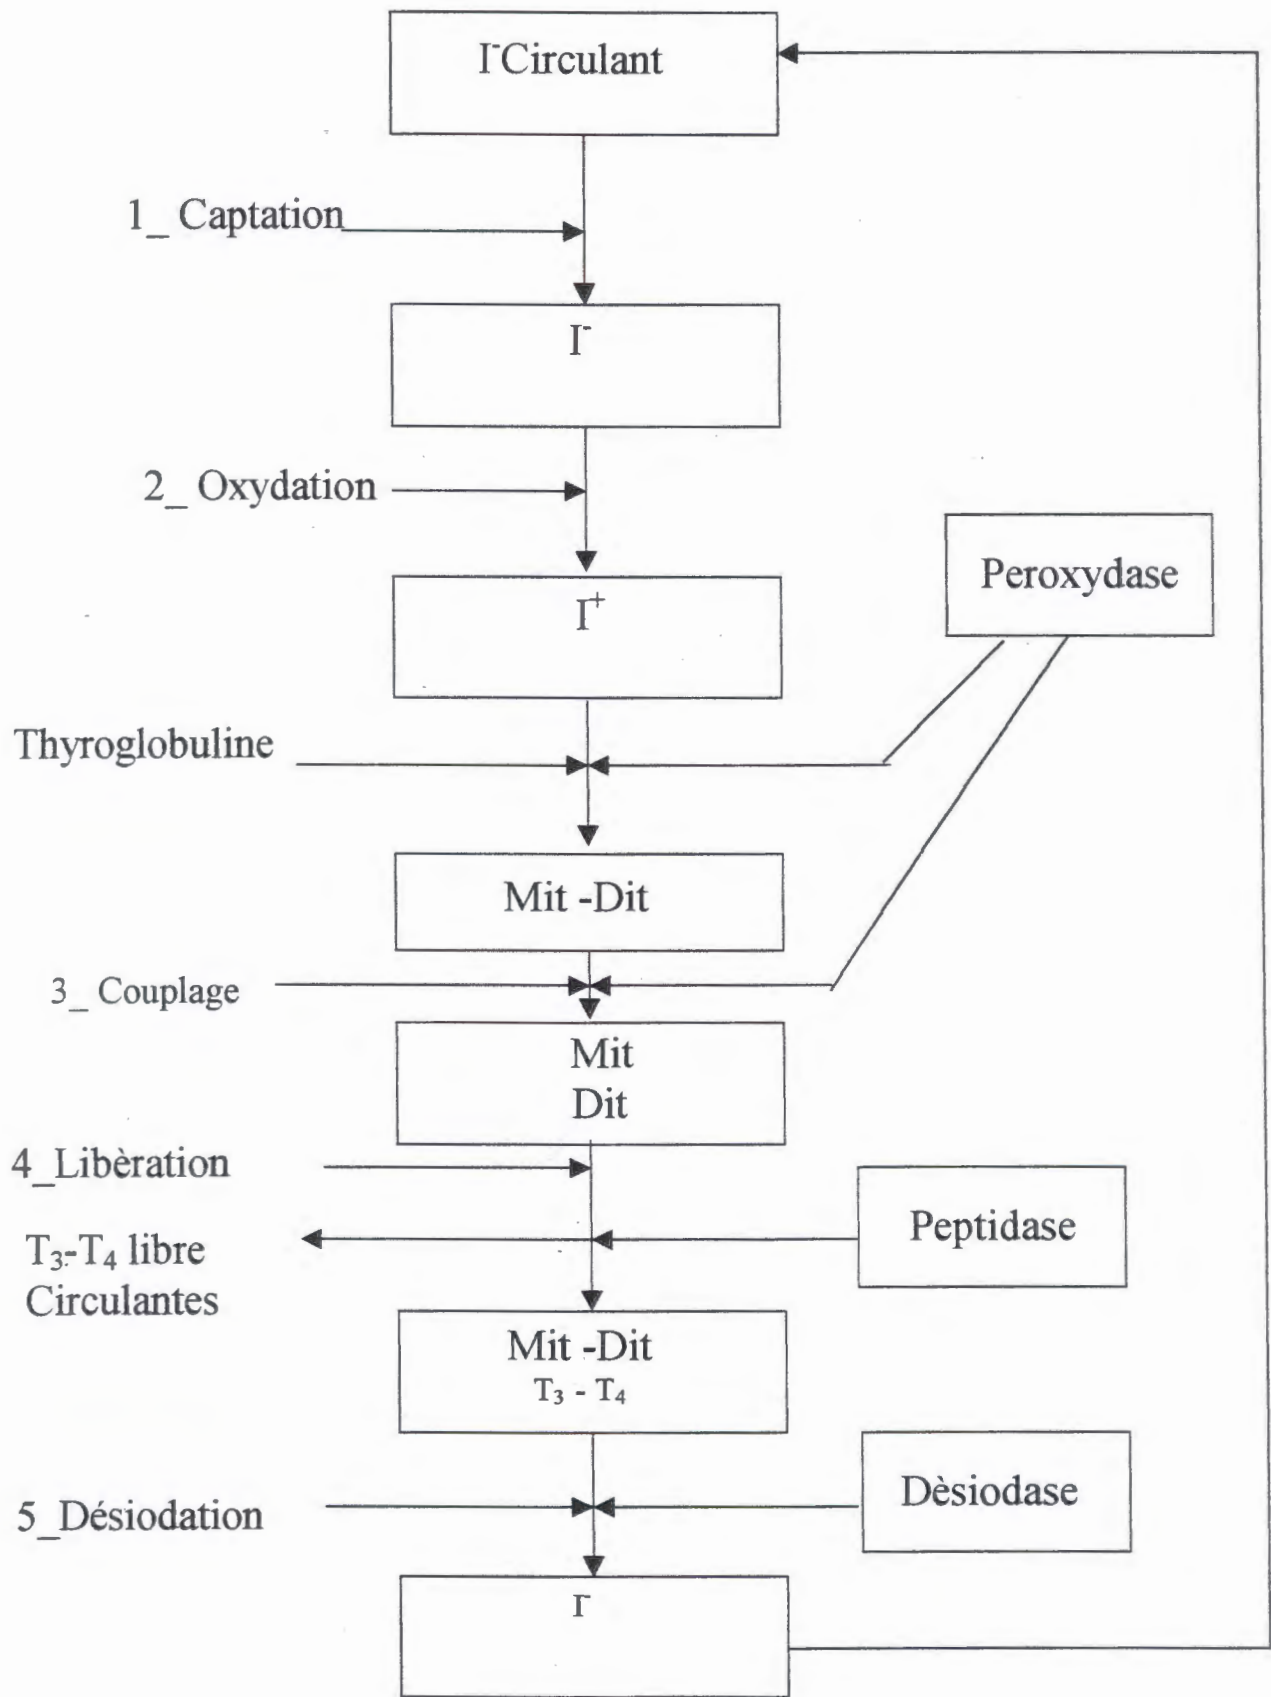 I⁻Circulant
1_ Captation
I⁻
2_ Oxydation
Peroxydase
I⁺
Thyroglobuline
Mit -Dit
3_ Couplage
Mit
Dit
4_Libèration
Peptidase
T₃-T₄ libre
Circulantes
Mit -Dit
T₃ - T₄
Dèsiodase
5_Désiodation
I⁻